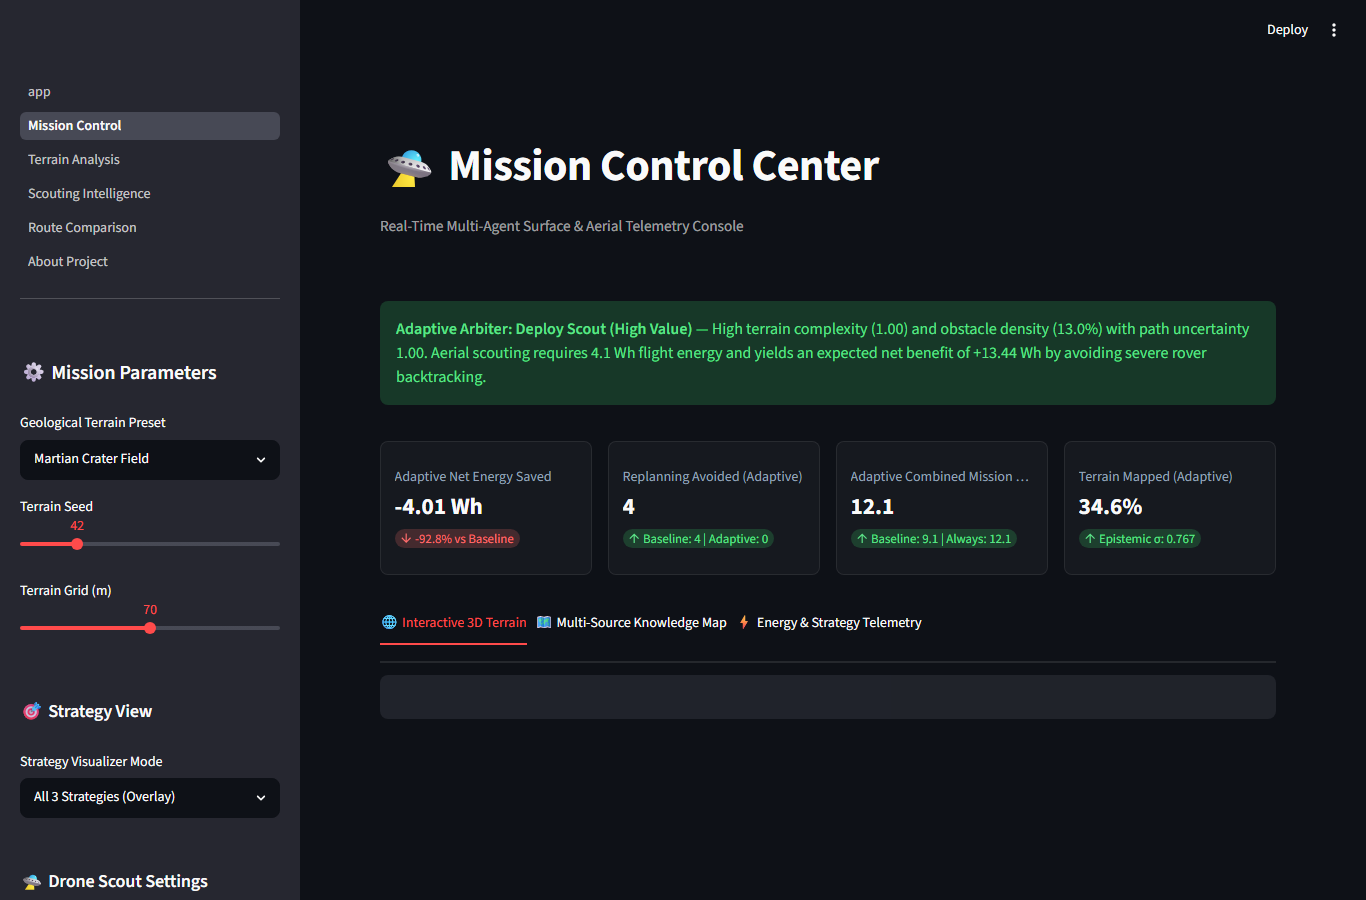 Deploy
app
Mission Control
Terrain Analysis
Scouting Intelligence
Route Comparison
About Project
Mission Parameters
Geological Terrain Preset
Martian Crater Field
Terrain Seed
42
Terrain Grid (m)
70
Strategy View
Strategy Visualizer Mode
All 3 Strategies (Overlay)
Drone Scout Settings
Mission Control Center
Real-Time Multi-Agent Surface & Aerial Telemetry Console
Adaptive Arbiter: Deploy Scout (High Value) — High terrain complexity (1.00) and obstacle density (13.0%) with path uncertainty
1.00. Aerial scouting requires 4.1 Wh flight energy and yields an expected net benefit of +13.44 Wh by avoiding severe rover
backtracking.
Adaptive Net Energy Saved
-4.01 Wh
↓ -92.8% vs Baseline
Replanning Avoided (Adaptive)
4
↑ Baseline: 4 | Adaptive: 0
Adaptive Combined Mission ...
12.1
↑ Baseline: 9.1 | Always: 12.1
Terrain Mapped (Adaptive)
34.6%
↑ Epistemic σ: 0.767
Interactive 3D Terrain
Multi-Source Knowledge Map
Energy & Strategy Telemetry